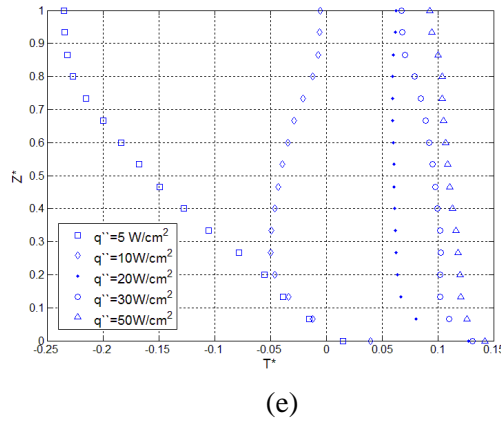 1
0.9
0.8
0.7
0.6
0.5
0.4
0.3
0.2
0.1
0
Z*
q``=5 W/cm²
q``=10W/cm²
q``=20W/cm²
q``=30W/cm²
q``=50W/cm²
-0.25 -0.2 -0.15 -0.1 -0.05 0 0.05 0.1 0.15
T*
(e)